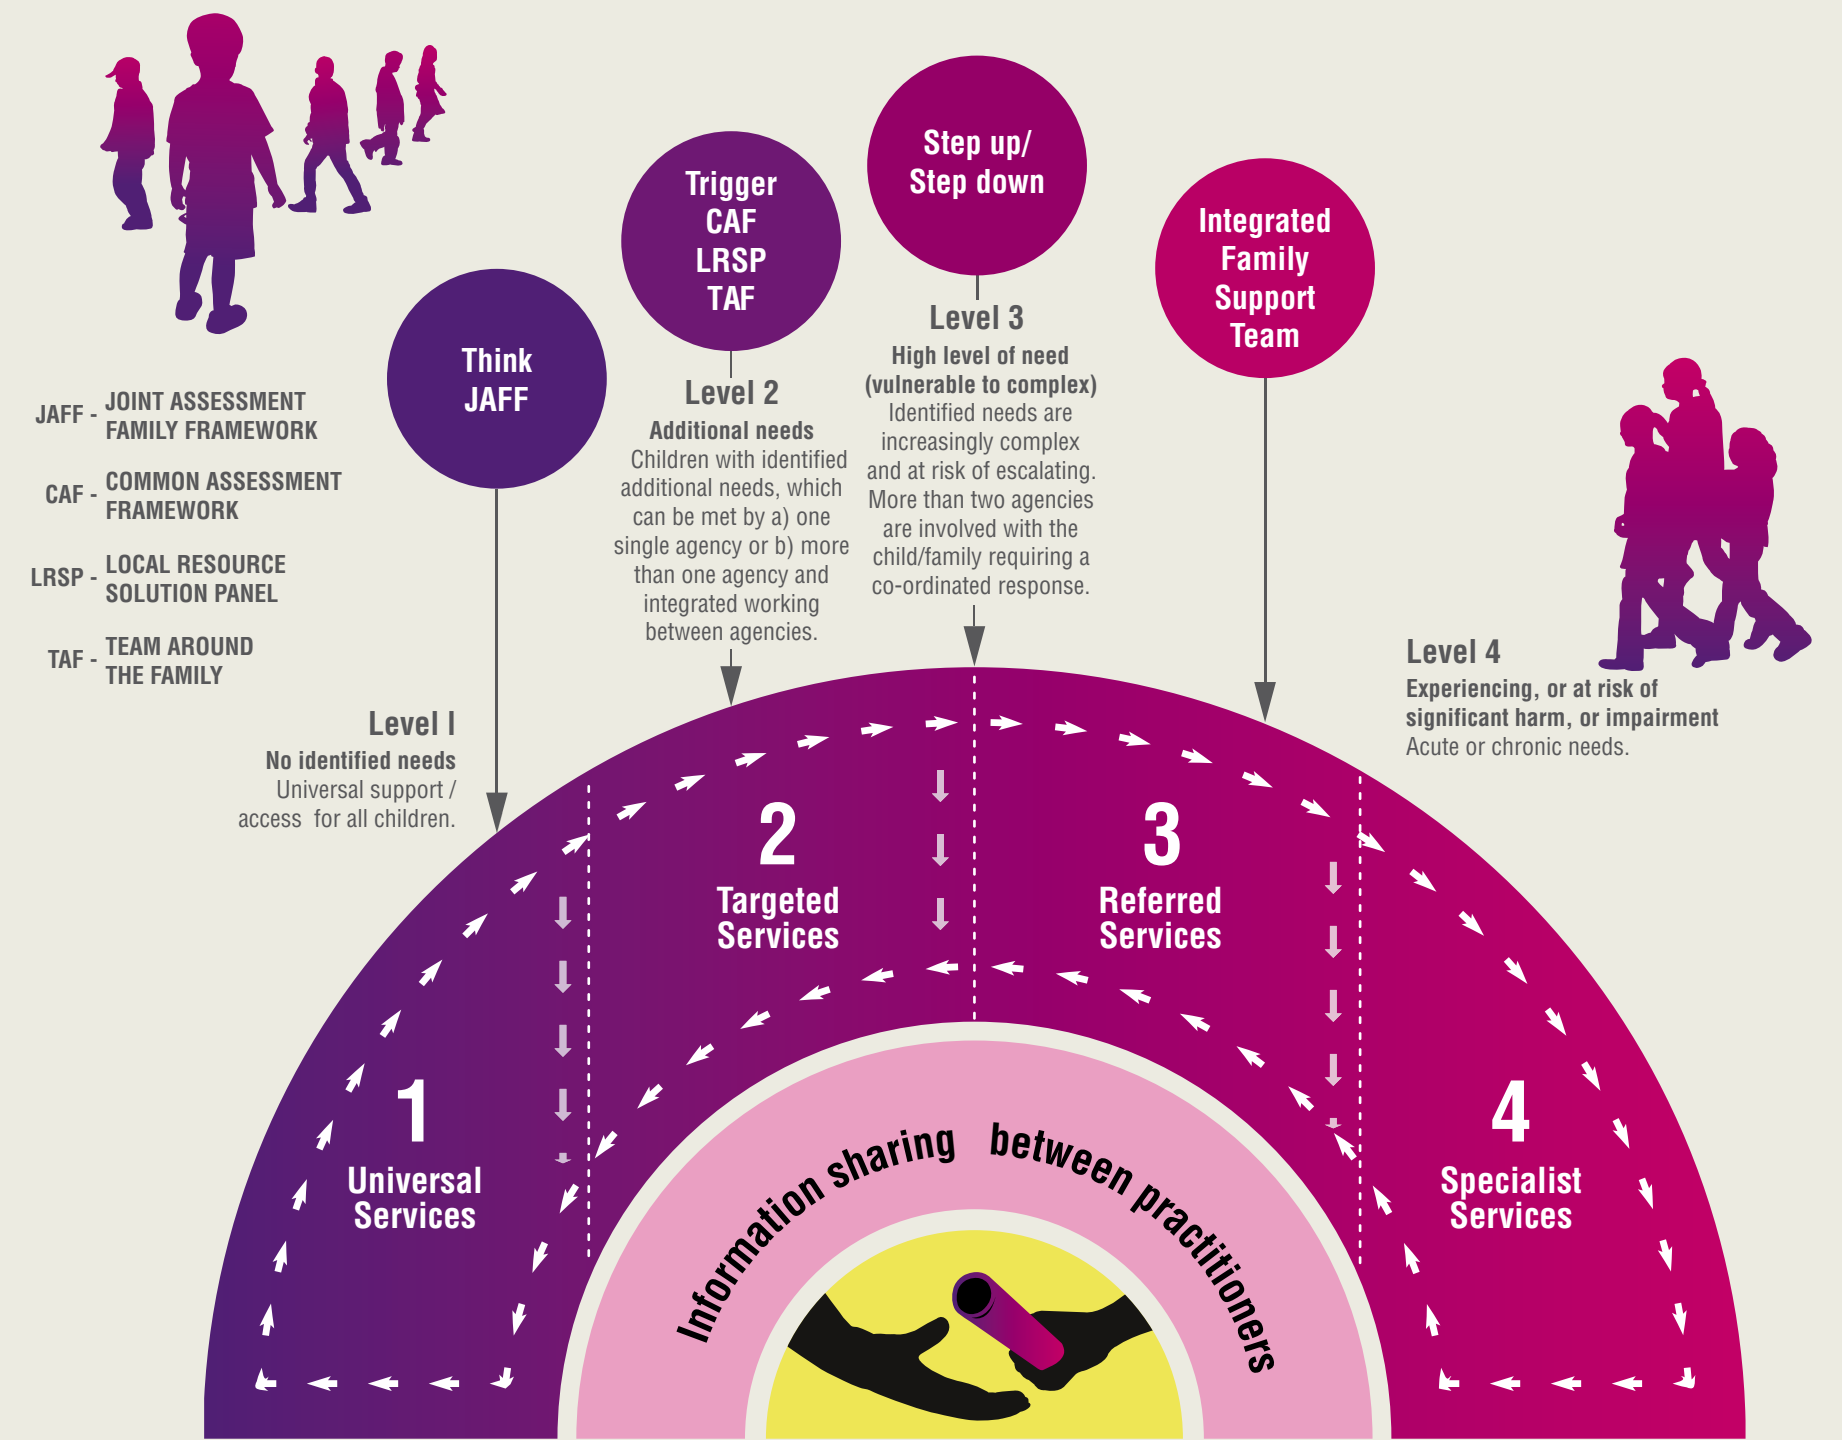 Think
JAFF
Trigger
CAF
LRSP
TAF
Step up/
Step down
Integrated
Family
Support
Team
JAFF - JOINT ASSESSMENT
FAMILY FRAMEWORK
CAF - COMMON ASSESSMENT
FRAMEWORK
LRSP - LOCAL RESOURCE
SOLUTION PANEL
TAF - TEAM AROUND
THE FAMILY
Level I
No identified needs
Universal support /
access for all children.
Level 2
Additional needs
Children with identified
additional needs, which
can be met by a) one
single agency or b) more
than one agency and
integrated working
between agencies.
Level 3
High level of need
(vulnerable to complex)
Identified needs are
increasingly complex
and at risk of escalating.
More than two agencies
are involved with the
child/family requiring a
co-ordinated response.
Level 4
Experiencing, or at risk of
significant harm, or impairment
Acute or chronic needs.
1
Universal
Services
2
Targeted
Services
3
Referred
Services
4
Specialist
Services
Information sharing between practitioners